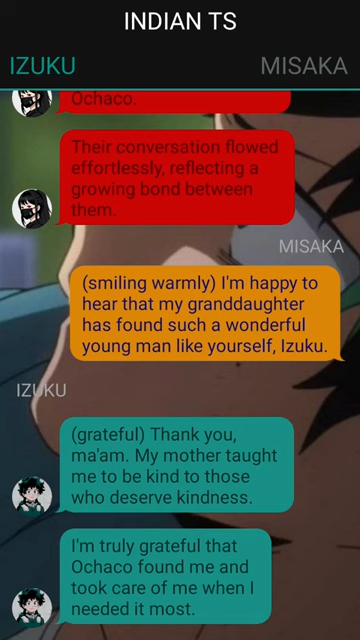 INDIAN TS
IZUKU
MISAKA
Ochaco.
Their conversation flowed
effortlessly, reflecting a
growing bond between
them.
MISAKA
(smiling warmly) I'm happy to
hear that my granddaughter
has found such a wonderful
young man like yourself, Izuku.
IZUKU
(grateful) Thank you,
ma'am. My mother taught
me to be kind to those
who deserve kindness.
I'm truly grateful that
Ochaco found me and
took care of me when I
needed it most.